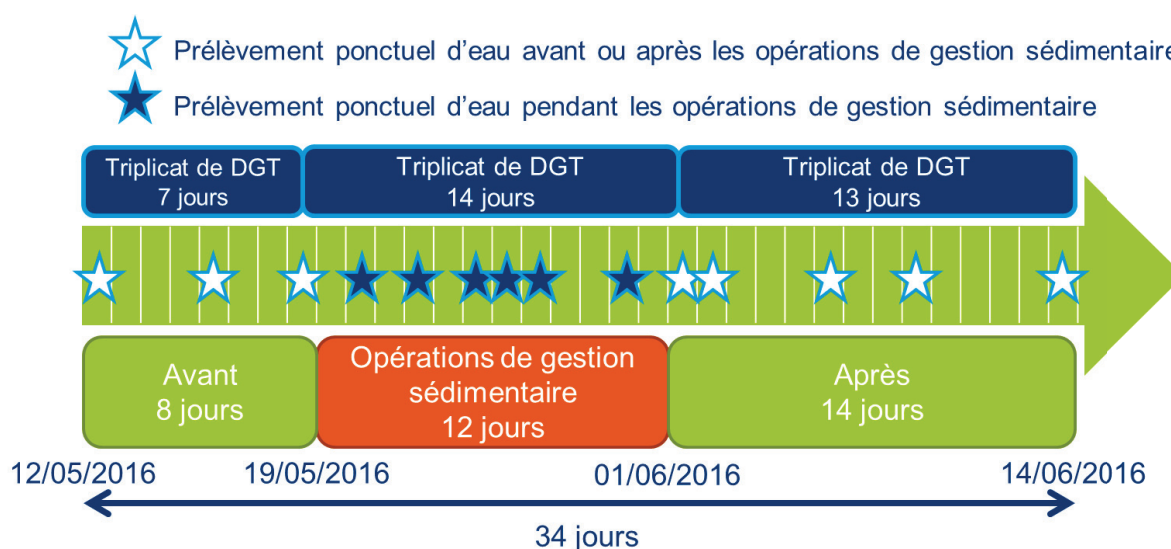 Prélèvement ponctuel d'eau avant ou après les opérations de gestion sédimentaire
Prélèvement ponctuel d'eau pendant les opérations de gestion sédimentaire
Triplicat de DGT
7 jours
Triplicat de DGT
14 jours
Triplicat de DGT
13 jours
Avant
8 jours
Opérations de gestion
sédimentaire
12 jours
Après
14 jours
12/05/2016
19/05/2016
01/06/2016
14/06/2016
34 jours